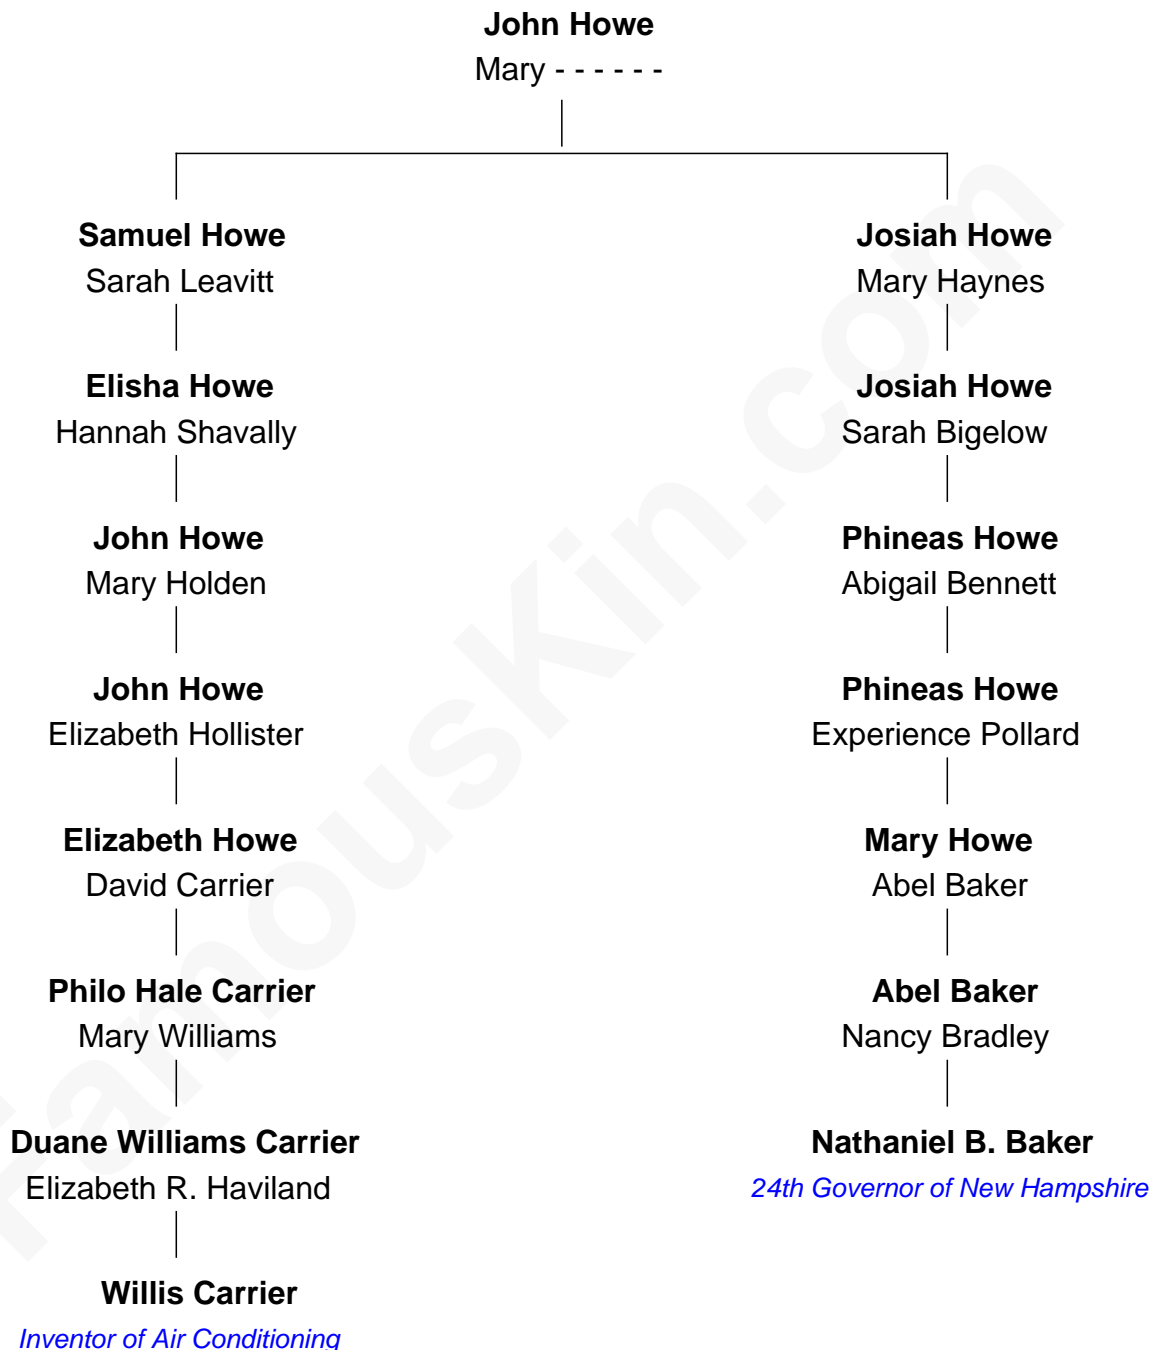 John Howe
Mary - - - - - -
Samuel Howe
Sarah Leavitt
Josiah Howe
Mary Haynes
Elisha Howe
Hannah Shavally
Josiah Howe
Sarah Bigelow
John Howe
Mary Holden
Phineas Howe
Abigail Bennett
John Howe
Elizabeth Hollister
Phineas Howe
Experience Pollard
Elizabeth Howe
David Carrier
Mary Howe
Abel Baker
Philo Hale Carrier
Mary Williams
Abel Baker
Nancy Bradley
Duane Williams Carrier
Elizabeth R. Haviland
Nathaniel B. Baker
24th Governor of New Hampshire
Willis Carrier
Inventor of Air Conditioning
FamousKin.com